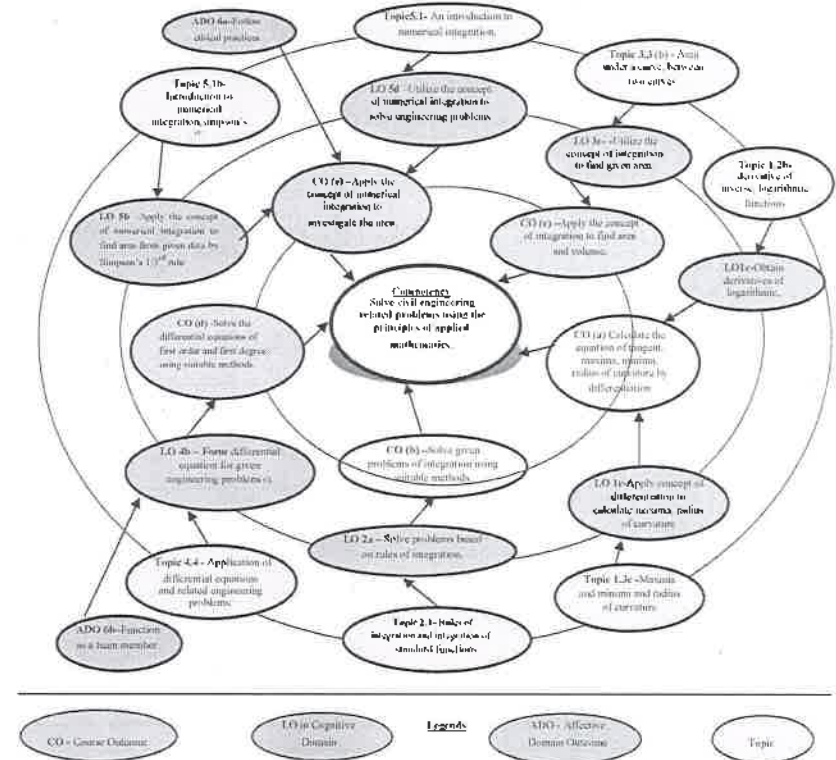 ADO 6a-Follow
ethical practices
Topic5.1- An introduction to
numerical integration.
Topic 3.3 (b) - Area
under a curve, between
two curves
Topic 5.1b-
Introduction to
numerical
integration, simpson's
LO 5d -Utilize the concept
of numerical integration to
solve engineering problems
LO 3e- -Utilize the
concept of integration
to find given area
Topic 1.2b-
derivative of
inverse, logarithmic
functions
CO (e) –Apply the
concept of numerical
integration to
investigate the area.
LO 5b - Apply the concept
of numerical integration to
find area from given data by
Simpson's 1/3rd rule
CO (c) –Apply the concept
of integration to find area
and volume.
LO1c-Obtain
derivatives of
logarithmic.
Competency
Solve civil engineering
related problems using the
principles of applied
mathematics.
CO (d) -Solve the
differential equations of
first order and first degree
using suitable methods.
CO (a) Calculate the
equation of tangent,
maxima, minima,
radius of curvature by
differentiation
CO (b) –Solve given
problems of integration using
suitable methods
LO 4b – Form differential
equation for given
engineering problem
LO 1e-Apply concept of
differentiation to
calculate maxima, radius
of curvature
LO 2a – Solve problems based
on rules of integration.
Topic 4.4 - Application of
differential equations
and related engineering
problems
Topic 1.3c -Maxima
and minima and radius
of curvature
Topic 2.1- Rules of
integration and integration of
standard functions
ADO 6b-Function
as a team member
Legends
CO - Course Outcome
LO in Cognitive
Domain
ADO - Affective
Domain Outcome
Topic